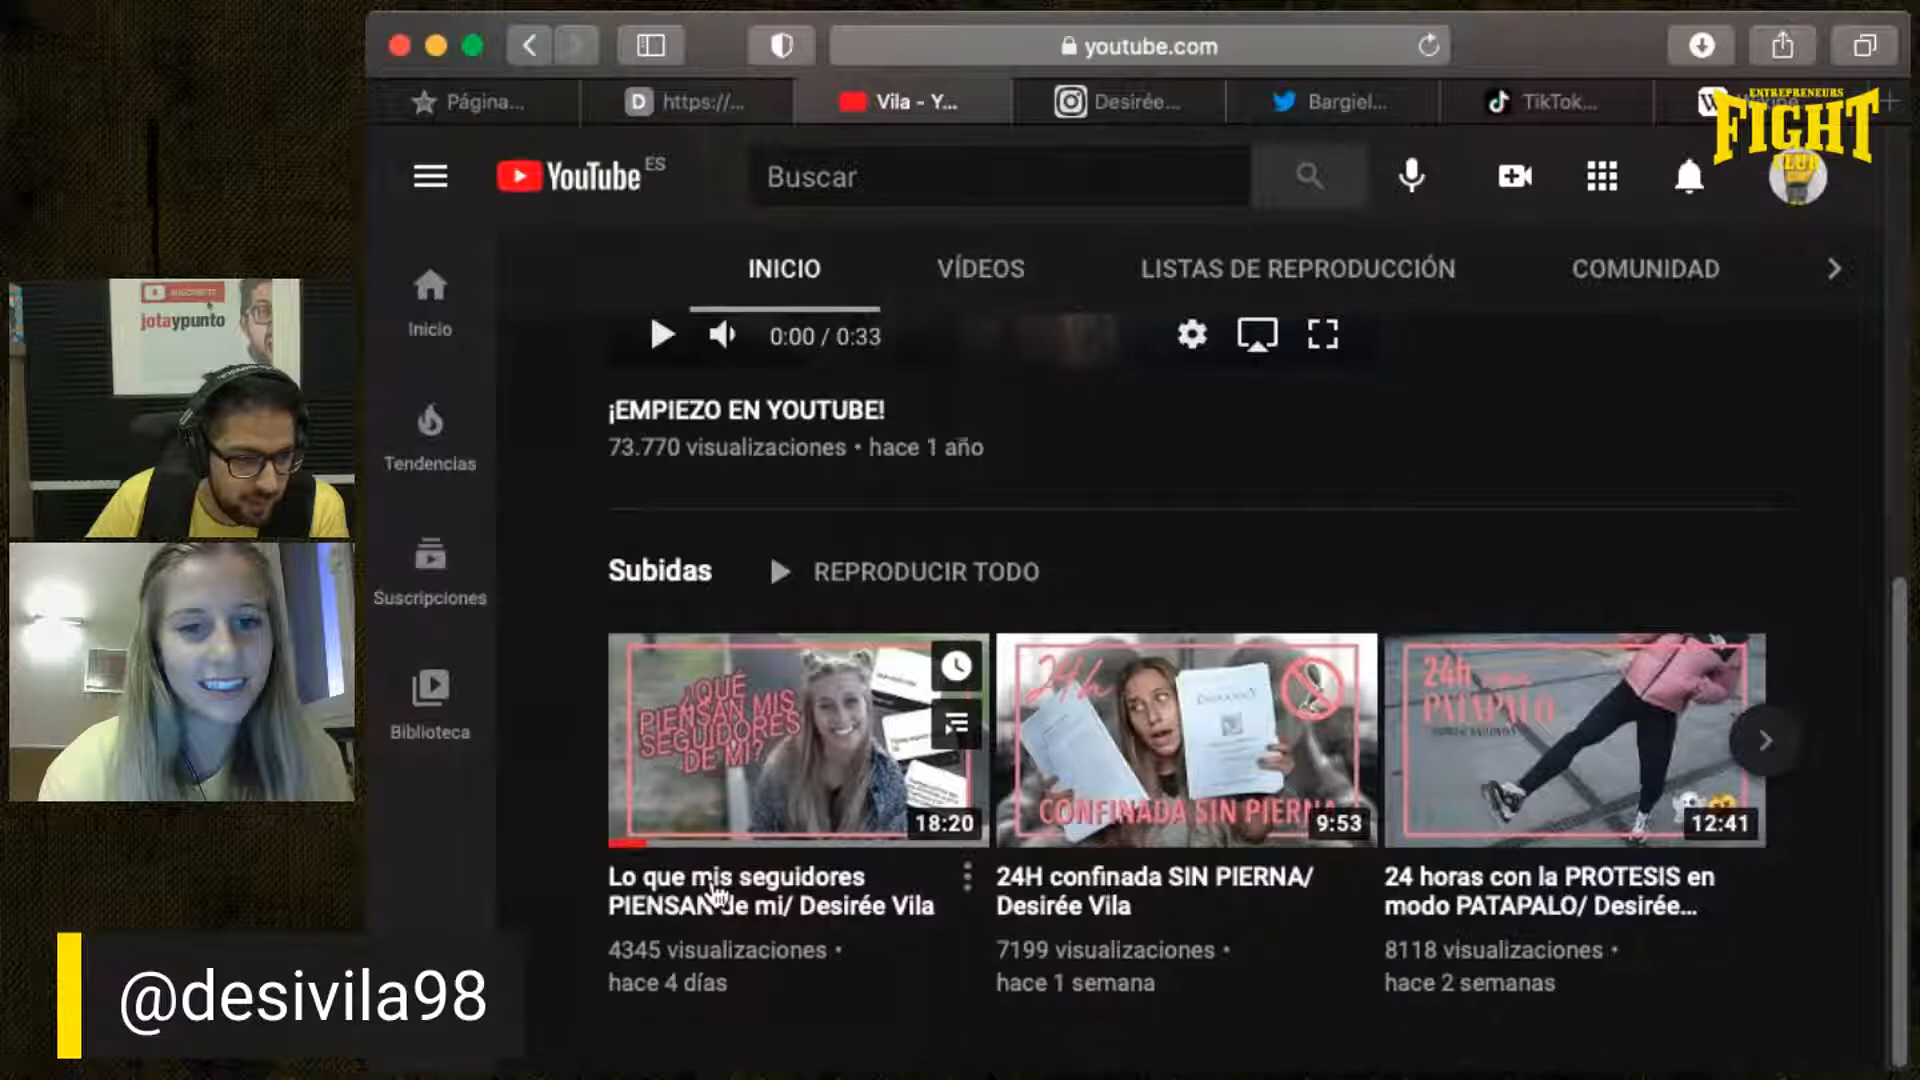 youtube.com
Página...
D
https://...
Vila - Y...
Desirée...
Bargiel...
TikTok...
ENTREPRENEURS
FIGHT
CLUB
YouTube ES
Buscar
INICIO
VÍDEOS
LISTAS DE REPRODUCCIÓN
COMUNIDAD
Inicio
Tendencias
Suscripciones
Biblioteca
0:00 / 0:33
¡EMPIEZO EN YOUTUBE!
73.770 visualizaciones • hace 1 año
Subidas
REPRODUCIR TODO
jotaypunto
¿QUÉ
PIENSAN MIS
SEGUIDORES
DE MI?
18:20
24h
CONFINADA SIN PIERNA
9:53
24h
PATAPALO
12:41
Lo que mis seguidores
PIENSAN de mi/ Desirée Vila
4345 visualizaciones •
hace 4 días
24H confinada SIN PIERNA/
Desirée Vila
7199 visualizaciones •
hace 1 semana
24 horas con la PROTESIS en
modo PATAPALO/ Desirée...
8118 visualizaciones •
hace 2 semanas
@desivila98